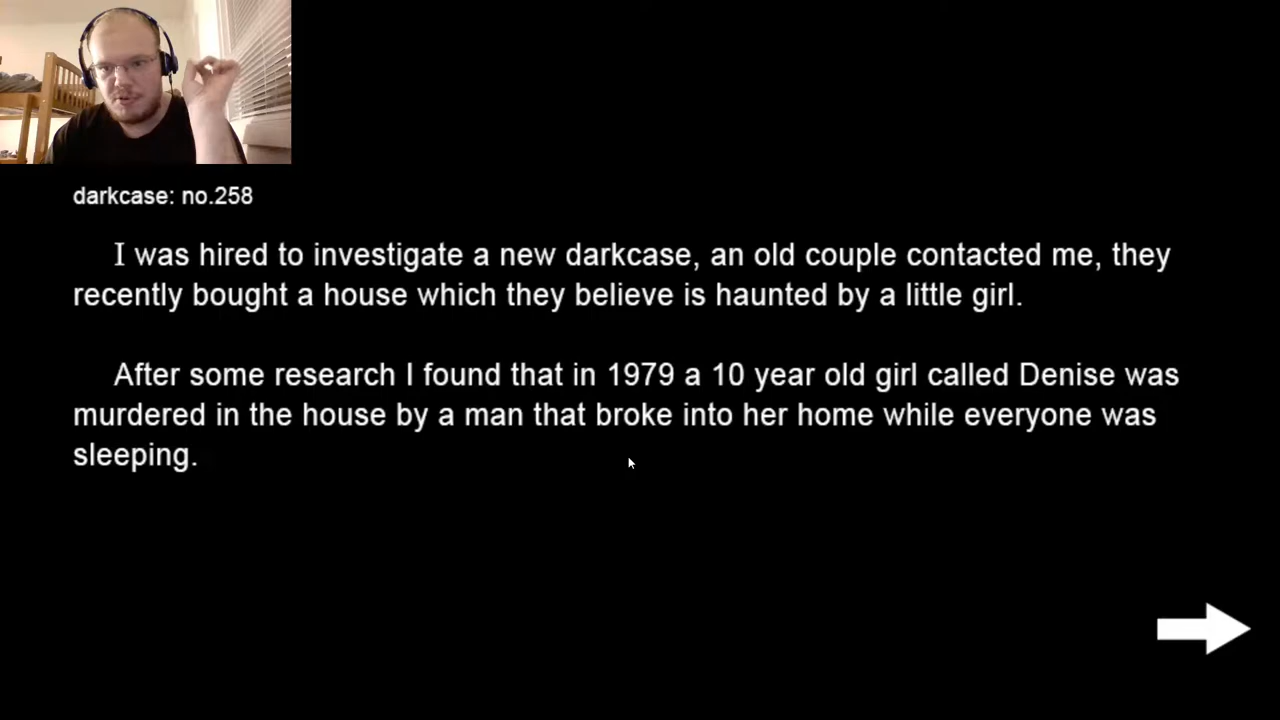 darkcase: no.258
I was hired to investigate a new darkcase, an old couple contacted me, they
recently bought a house which they believe is haunted by a little girl.
After some research I found that in 1979 a 10 year old girl called Denise was
murdered in the house by a man that broke into her home while everyone was
sleeping.